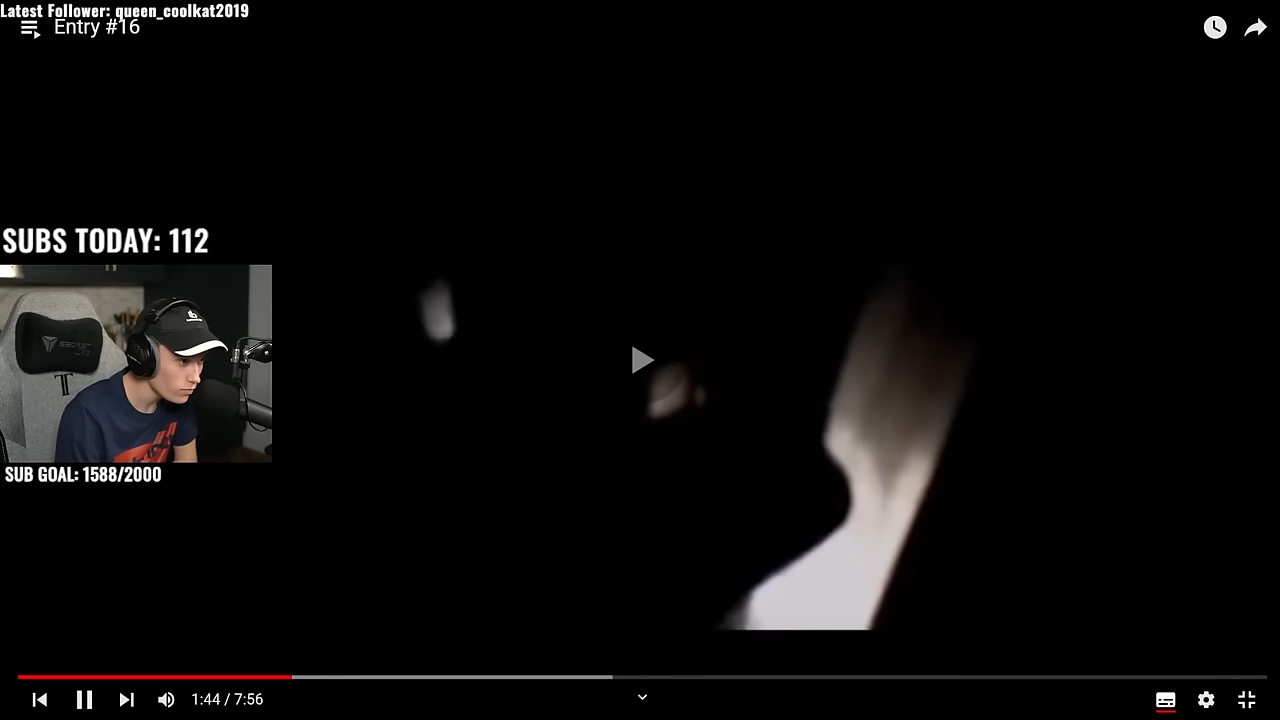 Latest Follower: queen_coolkat2019
Entry #16
SUBS TODAY: 112
SUB GOAL: 1588/2000
1:44 / 7:56